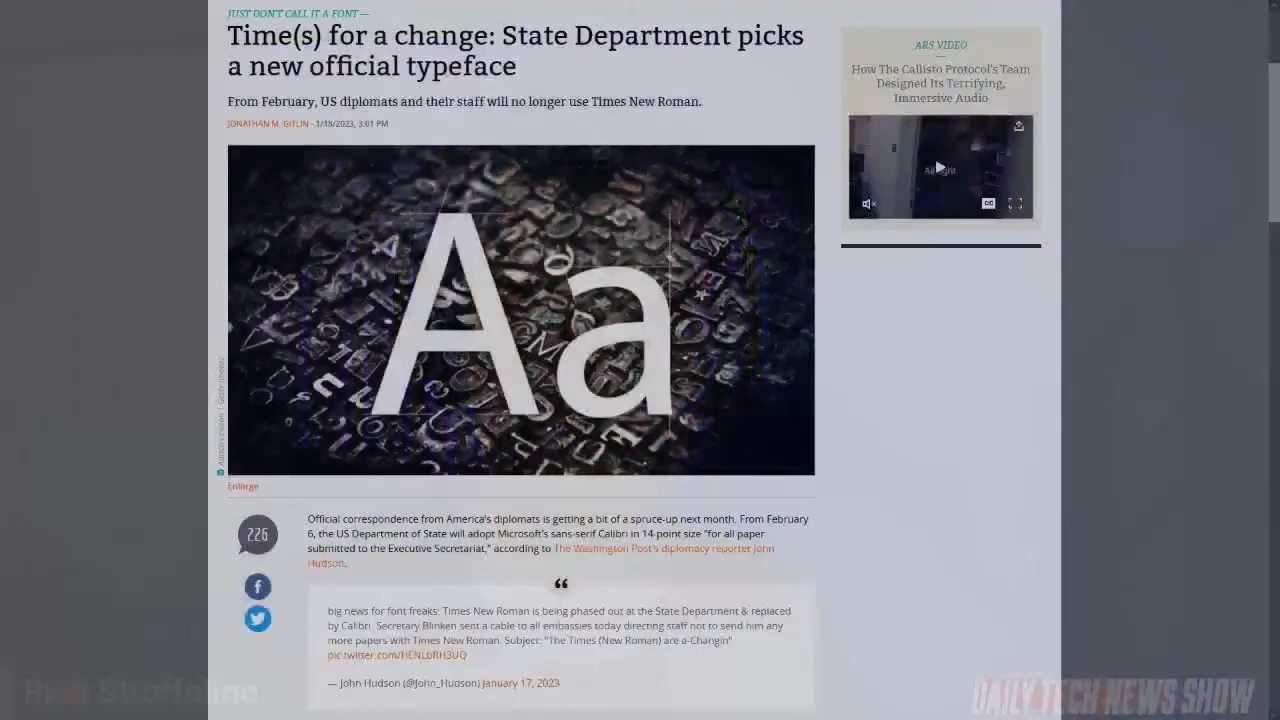 JUST DON'T CALL IT A FONT —
Time(s) for a change: State Department picks
a new official typeface
From February, US diplomats and their staff will no longer use Times New Roman.
JONATHAN M. GITLIN - 1/18/2023, 3:01 PM
Aa
Enlarge
226
Official correspondence from America's diplomats is getting a bit of a spruce-up next month. From February
6, the US Department of State will adopt Microsoft's sans-serif Calibri in 14-point size "for all paper
submitted to the Executive Secretariat," according to The Washington Post's diplomacy reporter John
Hudson.
“
big news for font freaks: Times New Roman is being phased out at the State Department & replaced
by Calibri. Secretary Blinken sent a cable to all embassies today directing staff not to send him any
more papers with Times New Roman. Subject: "The Times (New Roman) are a-Changin"
pic.twitter.com/HENLbRH3UQ
— John Hudson (@John_Hudson) January 17, 2023
ARS VIDEO
How The Callisto Protocol's Team
Designed Its Terrifying,
Immersive Audio
CC
DAILY TECH NEWS SHOW